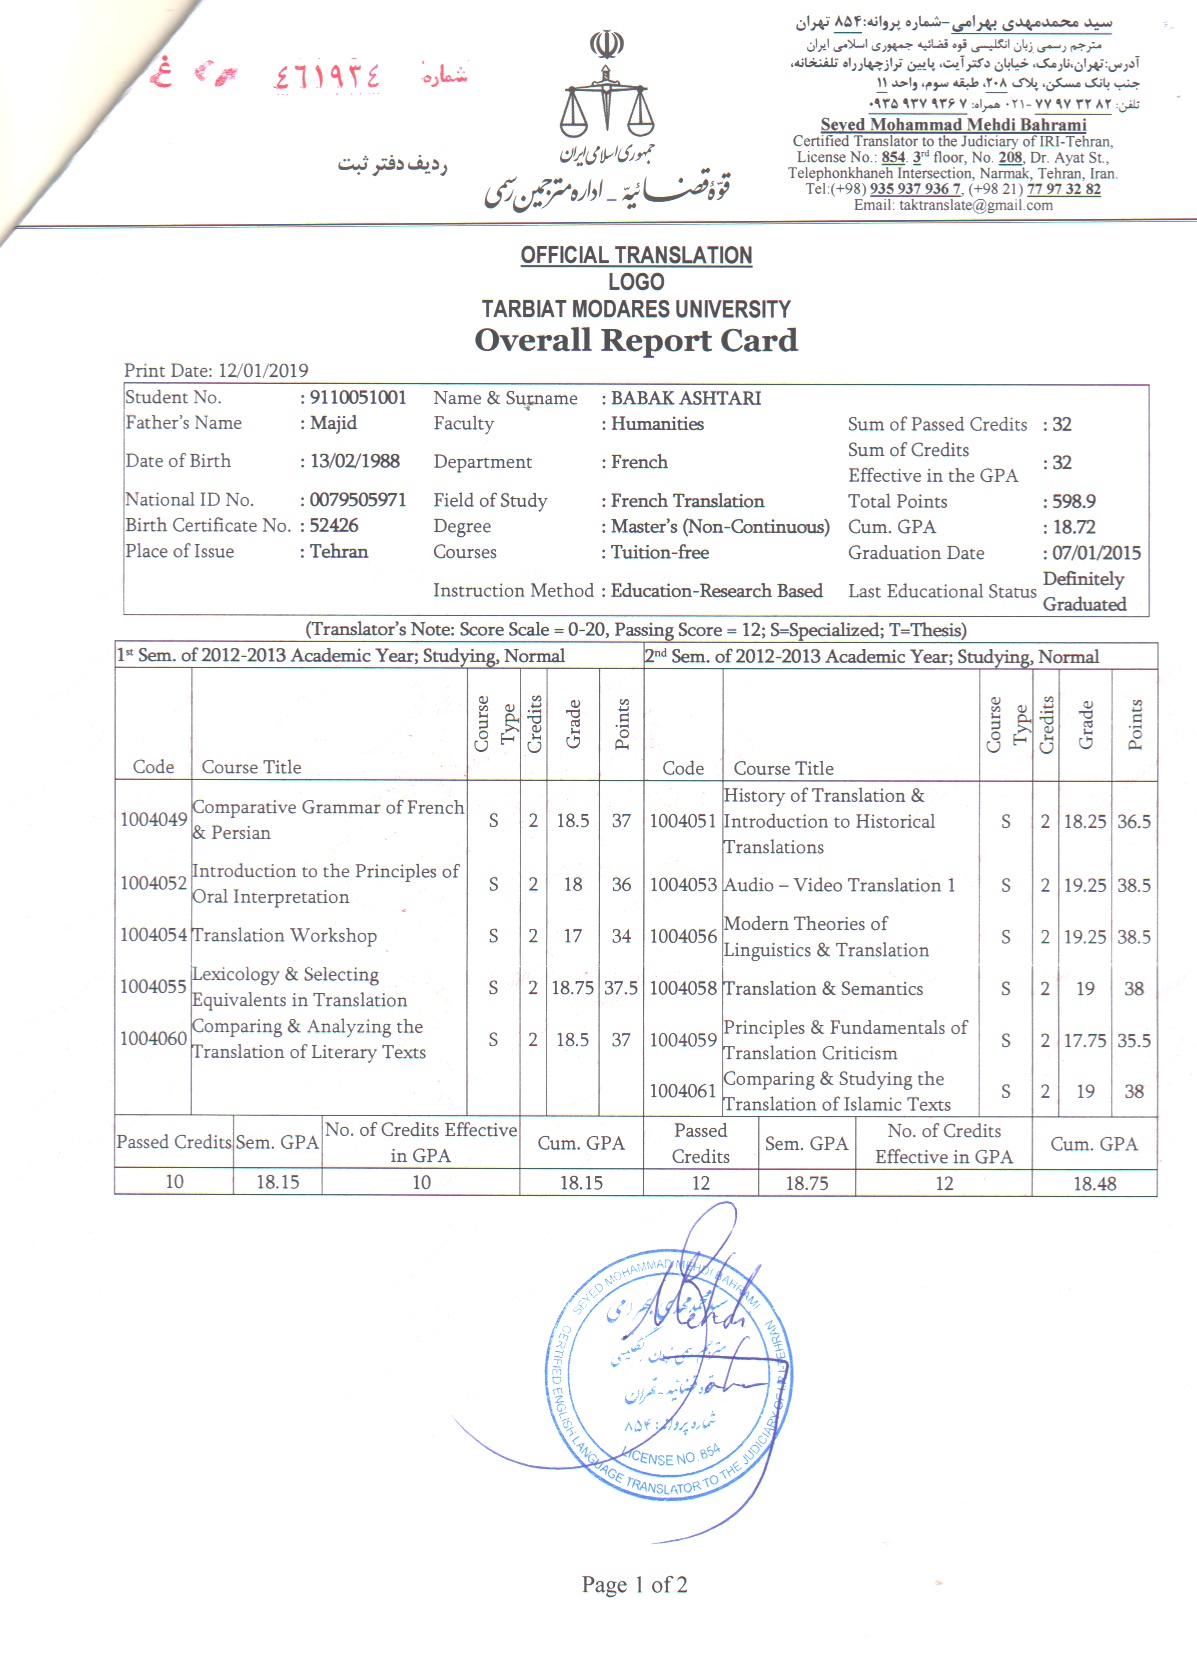 سید محمدمهدی بهرامی–شماره پروانه:۸۵۴ تهران
مترجم رسمی زبان انگلیسی قوه قضائیه جمهوری اسلامی ایران
آدرس:تهران،نارمک، خیابان دکترآیت، پایین ترازچهارراه تلفنخانه،
جنب بانک مسکن، پلاک ۲۰۸، طبقه سوم، واحد ۱۱
تلفن: ۸۲ ۳۲ ۹۷ ۷۷ -۰۲۱ همراه: ۷ ۹۳۶ ۹۳۷ ۰۹۳۵
Seyed Mohammad Mehdi Bahrami
Certified Translator to the Judiciary of IRI-Tehran,
License No.: 854. 3rd floor, No. 208, Dr. Ayat St.,
Telephonkhaneh Intersection, Narmak, Tehran, Iran.
Tel:(+98) 935 937 936 7, (+98 21) 77 97 32 82
Email: taktranslate@gmail.com
شماره ٤٦١٩٣٤
ردیف دفتر ثبت
جمهوری اسلامی ایران
قوّهٔ قضائیّه – اداره مترجمین رسمی
OFFICIAL TRANSLATION
LOGO
TARBIAT MODARES UNIVERSITY
Overall Report Card
Print Date: 12/01/2019
Student No. : 9110051001 Name & Surname : BABAK ASHTARI
Father's Name : Majid Faculty : Humanities Sum of Passed Credits : 32
Date of Birth : 13/02/1988 Department : French Sum of Credits Effective in the GPA : 32
National ID No. : 0079505971 Field of Study : French Translation Total Points : 598.9
Birth Certificate No. : 52426 Degree : Master's (Non-Continuous) Cum. GPA : 18.72
Place of Issue : Tehran Courses : Tuition-free Graduation Date : 07/01/2015
Instruction Method : Education-Research Based Last Educational Status Definitely Graduated
(Translator's Note: Score Scale = 0-20, Passing Score = 12; S=Specialized; T=Thesis)
1st Sem. of 2012-2013 Academic Year; Studying, Normal 2nd Sem. of 2012-2013 Academic Year; Studying, Normal
Code Course Title Course Type Credits Grade Points Code Course Title Course Type Credits Grade Points
1004049 Comparative Grammar of French & Persian S 2 18.5 37 1004051 History of Translation & Introduction to Historical Translations S 2 18.25 36.5
1004052 Introduction to the Principles of Oral Interpretation S 2 18 36 1004053 Audio – Video Translation 1 S 2 19.25 38.5
1004054 Translation Workshop S 2 17 34 1004056 Modern Theories of Linguistics & Translation S 2 19.25 38.5
1004055 Lexicology & Selecting Equivalents in Translation S 2 18.75 37.5 1004058 Translation & Semantics S 2 19 38
1004060 Comparing & Analyzing the Translation of Literary Texts S 2 18.5 37 1004059 Principles & Fundamentals of Translation Criticism S 2 17.75 35.5
1004061 Comparing & Studying the Translation of Islamic Texts S 2 19 38
Passed Credits Sem. GPA No. of Credits Effective in GPA Cum. GPA Passed Credits Sem. GPA No. of Credits Effective in GPA Cum. GPA
10 18.15 10 18.15 12 18.75 12 18.48
SEYED MOHAMMAD MEHDI BAHRAMI
CERTIFIED ENGLISH LANGUAGE TRANSLATOR TO THE JUDICIARY OF I.R.I-TEHRAN
سید محمد مهدی بهرامی
مترجم رسمی زبان انگلیسی
قوه قضائیه - تهران
شماره پروانه: ۸۵۴
LICENSE NO. 854
Page 1 of 2